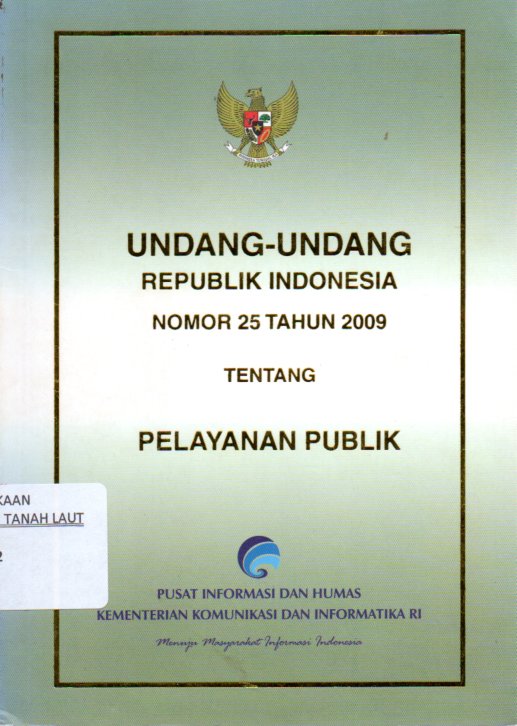 UNDANG-UNDANG
REPUBLIK INDONESIA
NOMOR 25 TAHUN 2009
TENTANG
PELAYANAN PUBLIK
KAAN
TANAH LAUT
2
PUSAT INFORMASI DAN HUMAS
KEMENTERIAN KOMUNIKASI DAN INFORMATIKA RI
Menuju Masyarakat Informasi Indonesia